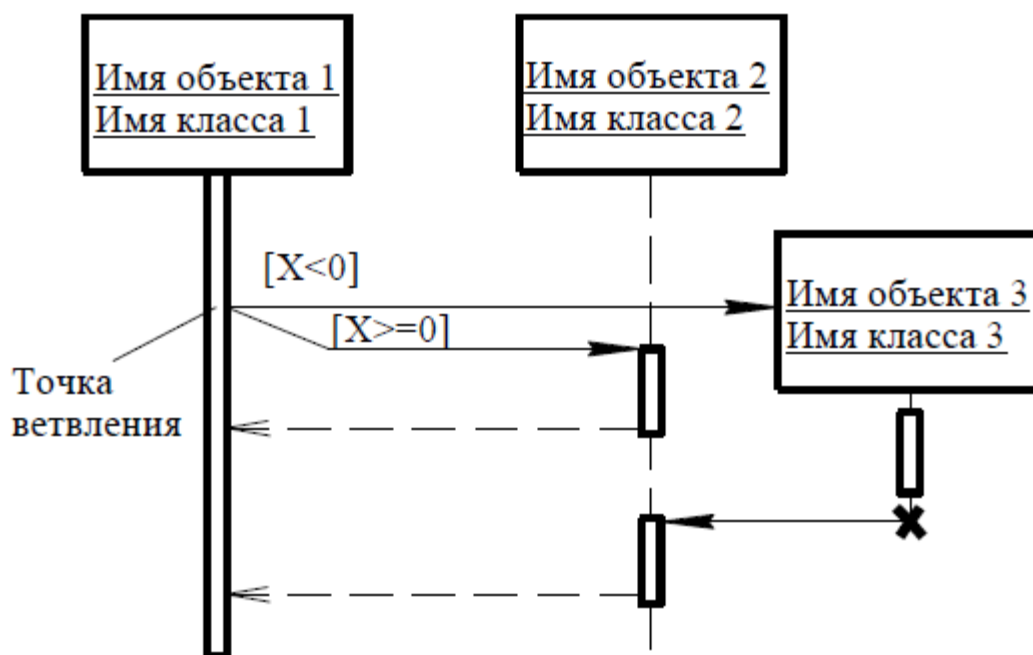 Имя объекта 1
Имя класса 1
Имя объекта 2
Имя класса 2
[X<0]
Имя объекта 3
Имя класса 3
[X>=0]
Точка
ветвления